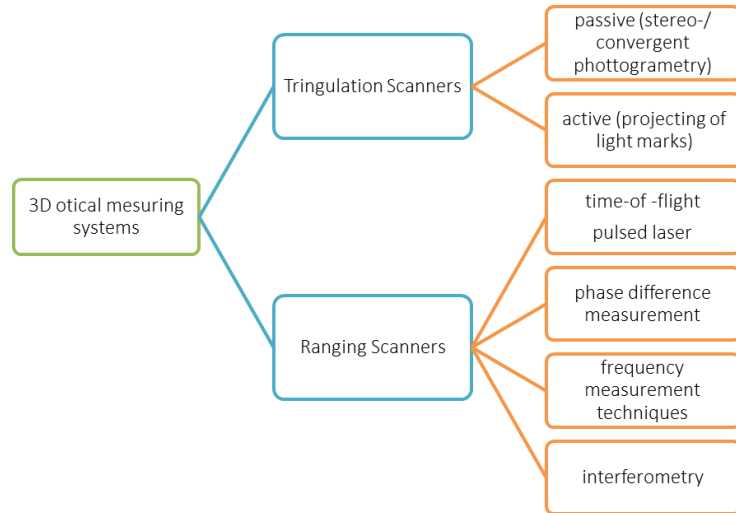 3D otical mesuring
systems
Tringulation Scanners
passive (stereo-/
convergent
phottogrametry)
active (projecting of
light marks)
Ranging Scanners
time-of -flight
pulsed laser
phase difference
measurement
frequency
measurement
techniques
interferometry